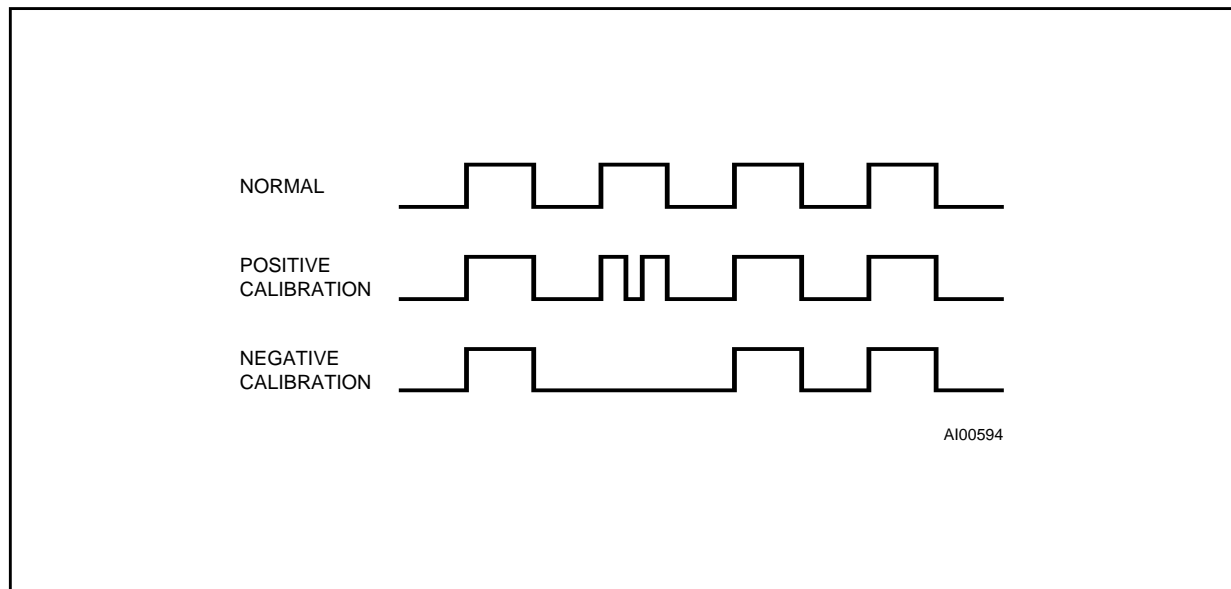 NORMAL
POSITIVE
CALIBRATION
NEGATIVE
CALIBRATION
AI00594